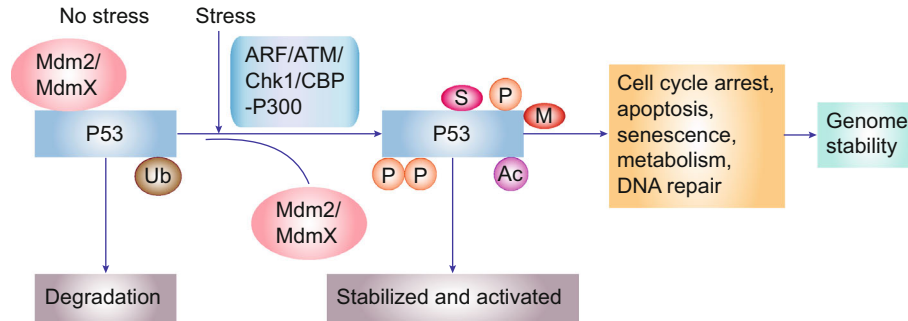 No stress
Stress
Mdm2/
MdmX
ARF/ATM/
Chk1/CBP
-P300
P53
Ub
Mdm2/
MdmX
S
P
M
P53
P
P
Ac
Cell cycle arrest,
apoptosis,
senescence,
metabolism,
DNA repair
Genome
stability
Degradation
Stabilized and activated